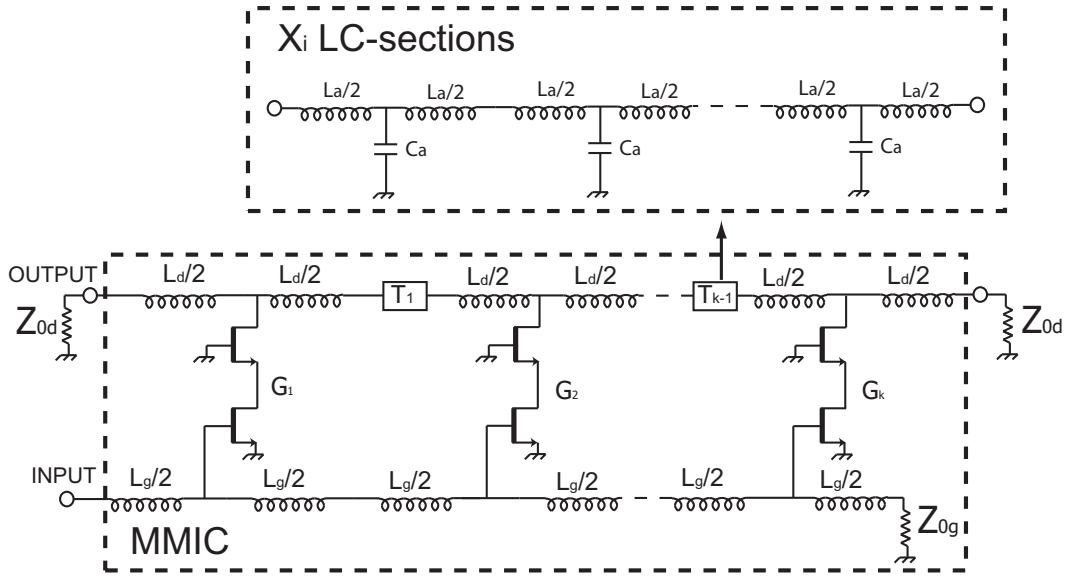 Xi LC-sections
La/2 La/2 La/2 La/2 La/2 La/2
Ca Ca Ca
OUTPUT Ld/2 Ld/2 T1 Ld/2 Ld/2 Tk-1 Ld/2 Ld/2
Z0d Z0d
G1 G2 Gk
INPUT Lg/2 Lg/2 Lg/2 Lg/2 Lg/2 Lg/2
Z0g
MMIC